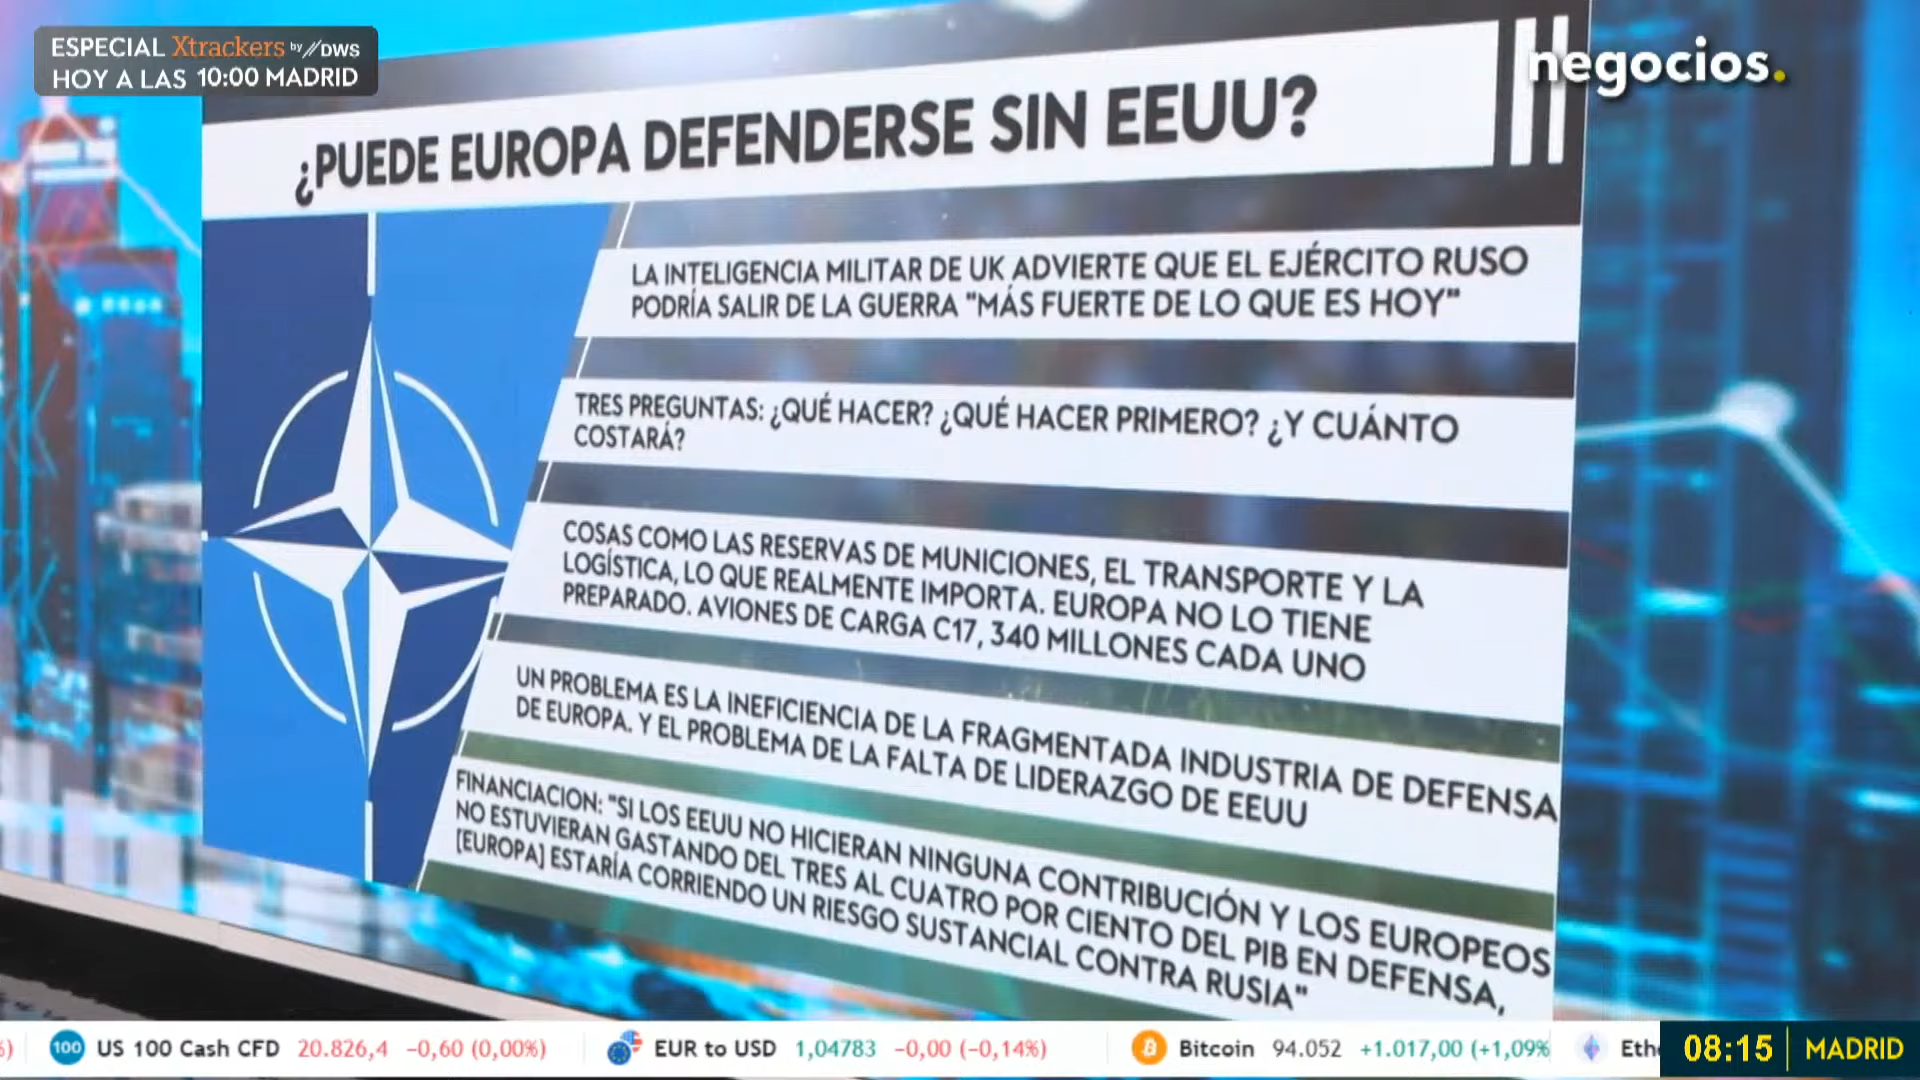 ESPECIAL Xtrackers by //DWS
HOY A LAS 10:00 MADRID
negocios.
¿PUEDE EUROPA DEFENDERSE SIN EEUU?
LA INTELIGENCIA MILITAR DE UK ADVIERTE QUE EL EJÉRCITO RUSO
PODRÍA SALIR DE LA GUERRA "MÁS FUERTE DE LO QUE ES HOY"
TRES PREGUNTAS: ¿QUÉ HACER? ¿QUÉ HACER PRIMERO? ¿Y CUÁNTO
COSTARÁ?
COSAS COMO LAS RESERVAS DE MUNICIONES, EL TRANSPORTE Y LA
LOGÍSTICA, LO QUE REALMENTE IMPORTA. EUROPA NO LO TIENE
PREPARADO. AVIONES DE CARGA C17, 340 MILLONES CADA UNO
UN PROBLEMA ES LA INEFICIENCIA DE LA FRAGMENTADA INDUSTRIA DE DEFENSA
DE EUROPA. Y EL PROBLEMA DE LA FALTA DE LIDERAZGO DE EEUU
FINANCIACION: "SI LOS EEUU NO HICIERAN NINGUNA CONTRIBUCIÓN Y LOS EUROPEOS
NO ESTUVIERAN GASTANDO DEL TRES AL CUATRO POR CIENTO DEL PIB EN DEFENSA,
[EUROPA] ESTARÍA CORRIENDO UN RIESGO SUSTANCIAL CONTRA RUSIA"
%) 100 US 100 Cash CFD 20.826,4 −0,60 (0,00%) EUR to USD 1,04783 −0,00 (−0,14%) Bitcoin 94.052 +1.017,00 (+1,09% Eth 08:15 MADRID